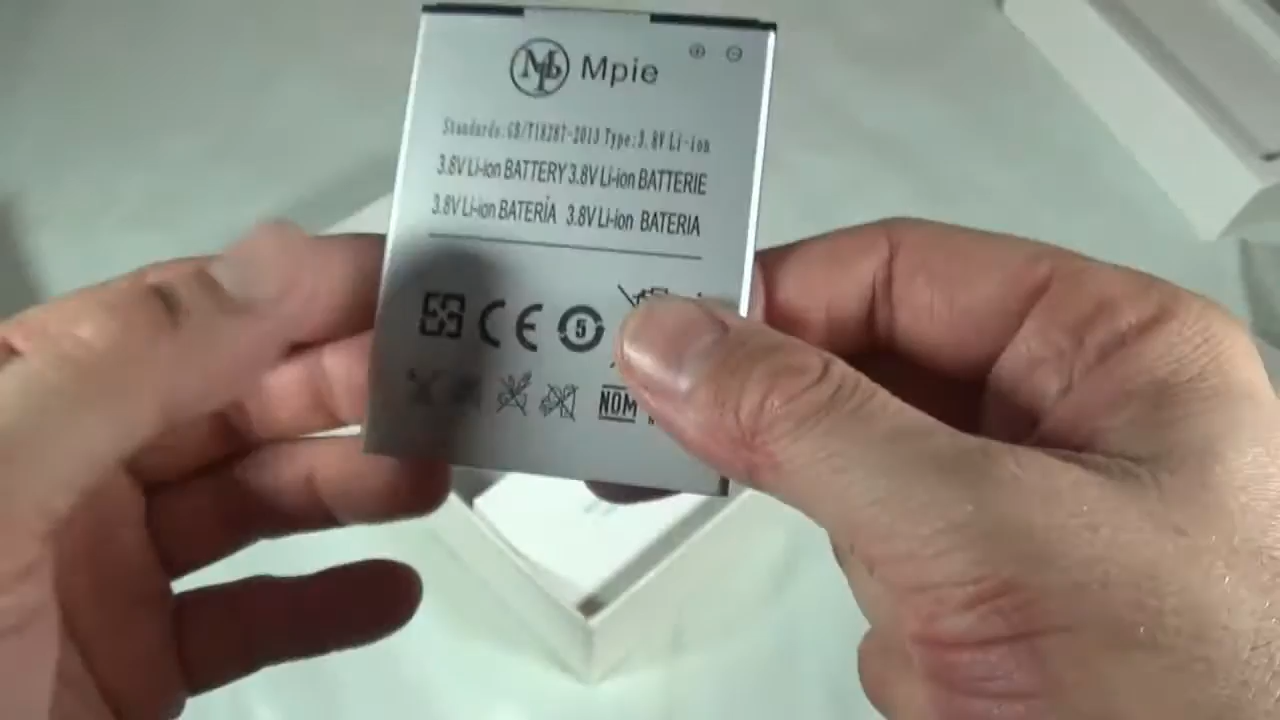 Mpie
Standards:GB/T18287-2013 Type:3.8V Li-ion
3.8V Li-ion BATTERY 3.8V Li-ion BATTERIE
3.8V Li-ion BATERÍA 3.8V Li-ion BATERIA
CE 5
NOM